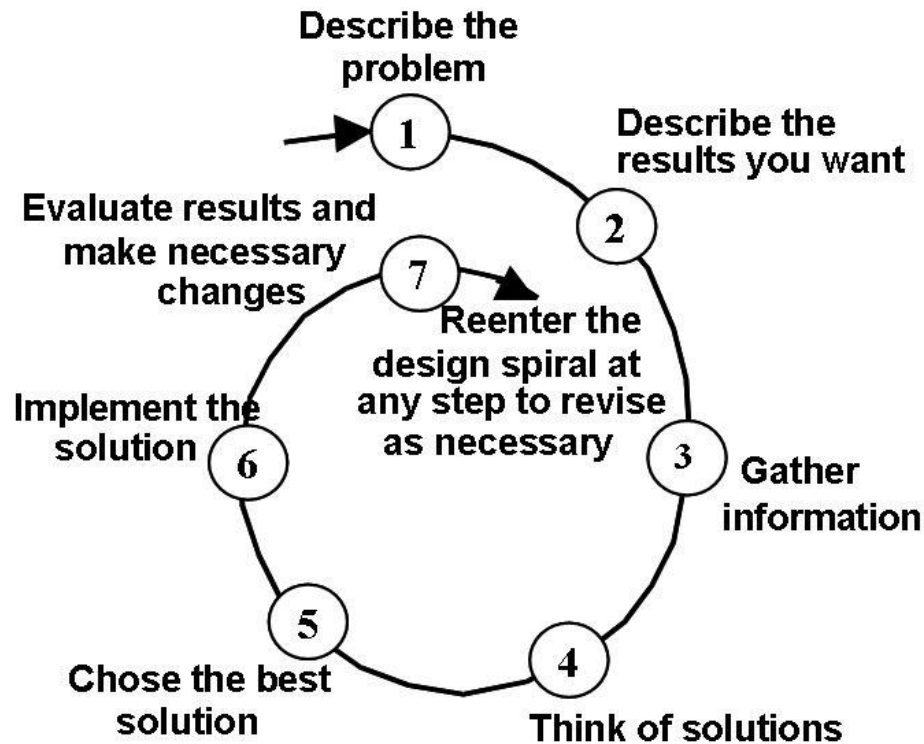 Describe the
problem
1
Describe the
results you want
2
3
Gather
information
4
Think of solutions
5
Chose the best
solution
6
Implement the
solution
7
Evaluate results and
make necessary
changes
Reenter the
design spiral at
any step to revise
as necessary